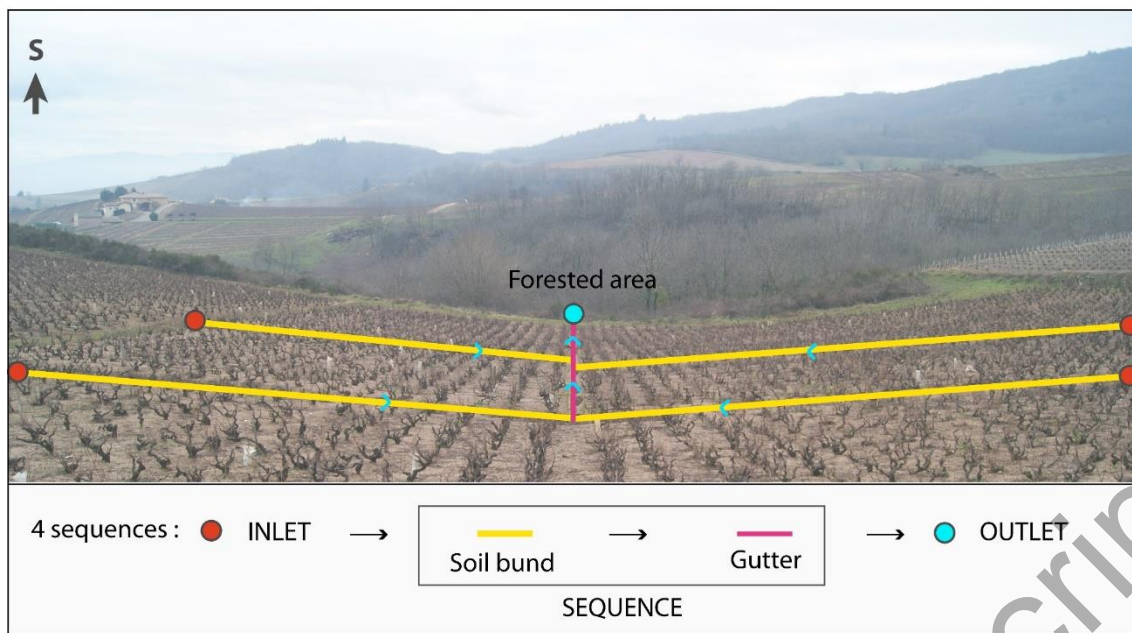 S
Forested area
4 sequences : INLET → Soil bund → Gutter → OUTLET
SEQUENCE